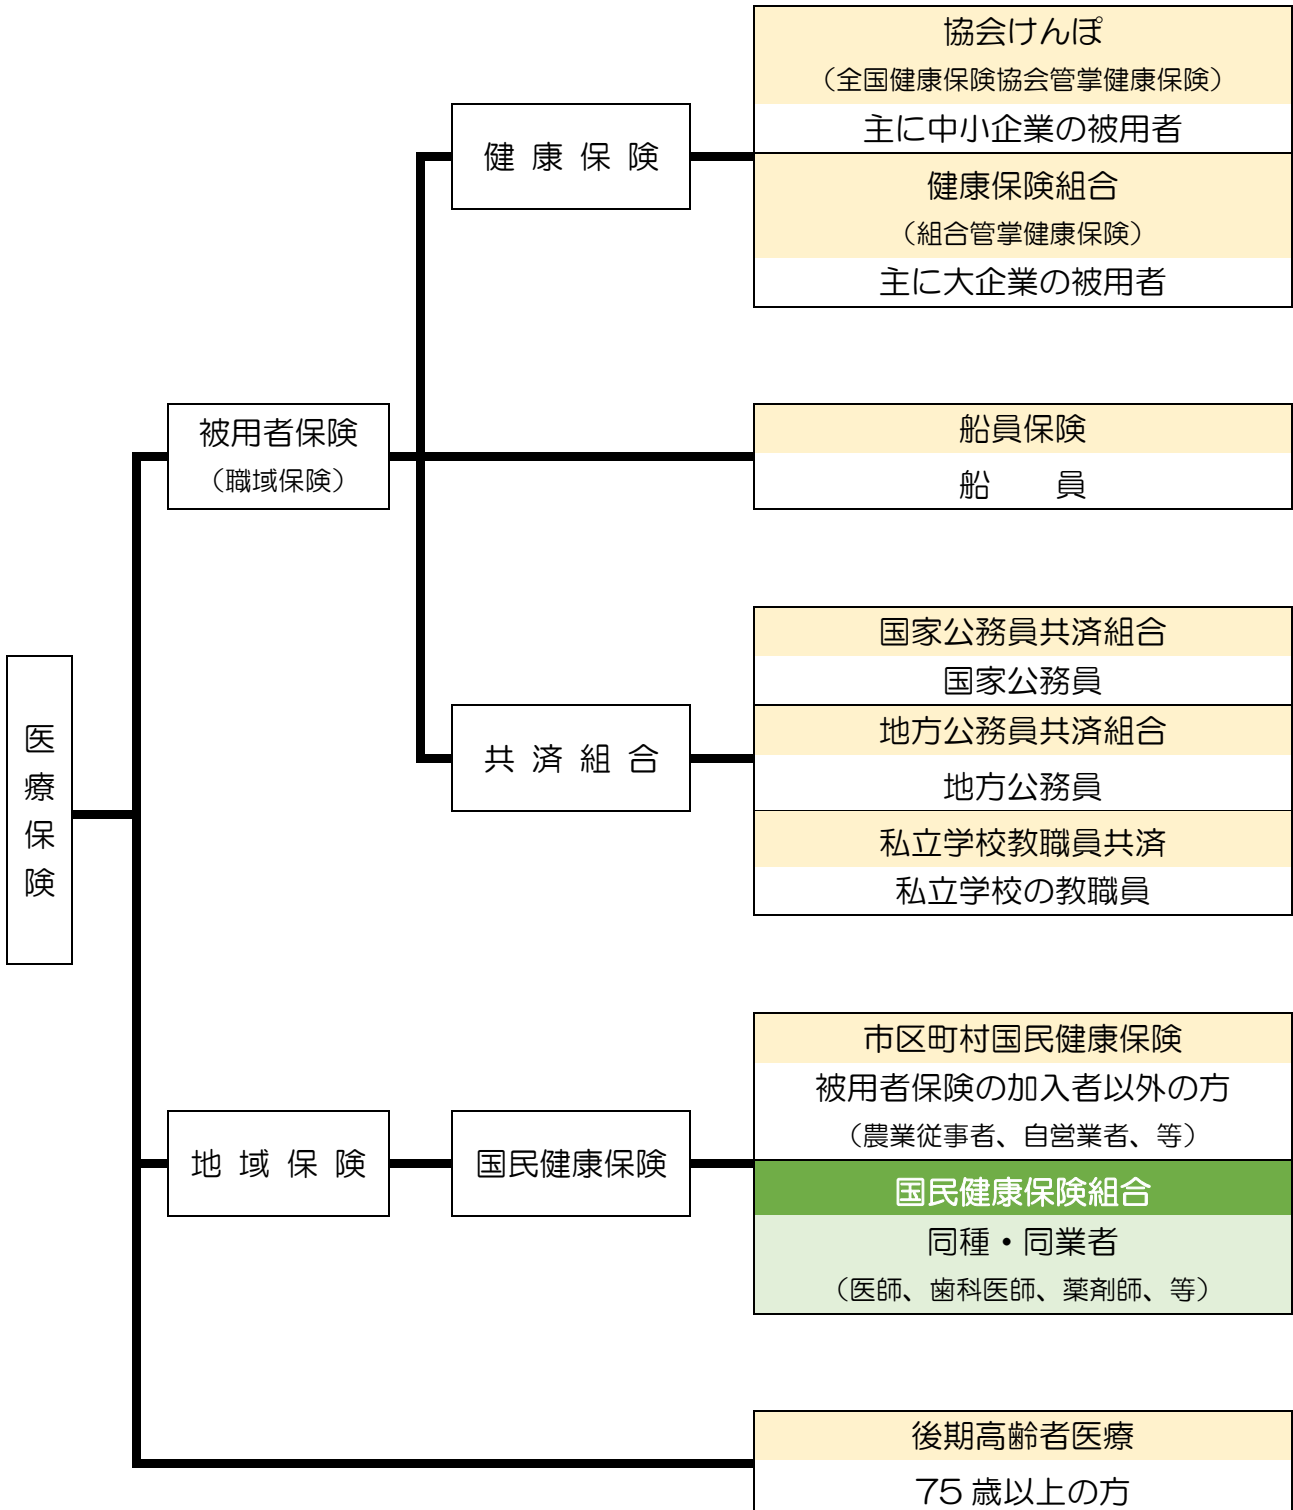 医療保険
被用者保険
（職域保険）
健康保険
協会けんぽ
（全国健康保険協会管掌健康保険）
主に中小企業の被用者
健康保険組合
（組合管掌健康保険）
主に大企業の被用者
船員保険
船　　員
共済組合
国家公務員共済組合
国家公務員
地方公務員共済組合
地方公務員
私立学校教職員共済
私立学校の教職員
地域保険
国民健康保険
市区町村国民健康保険
被用者保険の加入者以外の方
（農業従事者、自営業者、等）
国民健康保険組合
同種・同業者
（医師、歯科医師、薬剤師、等）
後期高齢者医療
75 歳以上の方